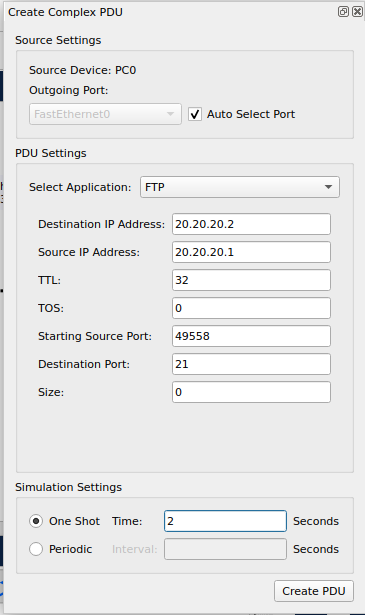 Create Complex PDU
Source Settings
Source Device: PC0
Outgoing Port:
FastEthernet0 Auto Select Port
PDU Settings
Select Application: FTP
Destination IP Address: 20.20.20.2
Source IP Address: 20.20.20.1
TTL: 32
TOS: 0
Starting Source Port: 49558
Destination Port: 21
Size: 0
Simulation Settings
One Shot Time: 2 Seconds
Periodic Interval: Seconds
Create PDU